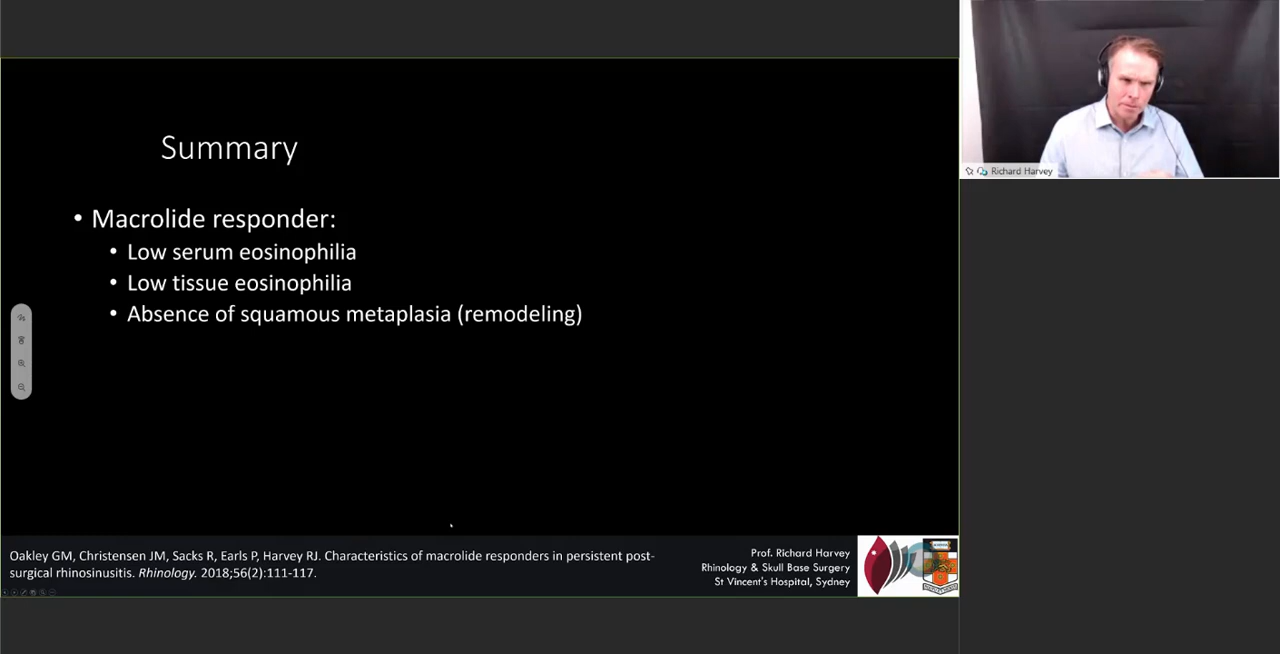 Summary
• Macrolide responder:
• Low serum eosinophilia
• Low tissue eosinophilia
• Absence of squamous metaplasia (remodeling)
Oakley GM, Christensen JM, Sacks R, Earls P, Harvey RJ. Characteristics of macrolide responders in persistent post-
surgical rhinosinusitis. Rhinology. 2018;56(2):111-117.
Prof. Richard Harvey
Rhinology & Skull Base Surgery
St Vincent's Hospital, Sydney
Richard Harvey